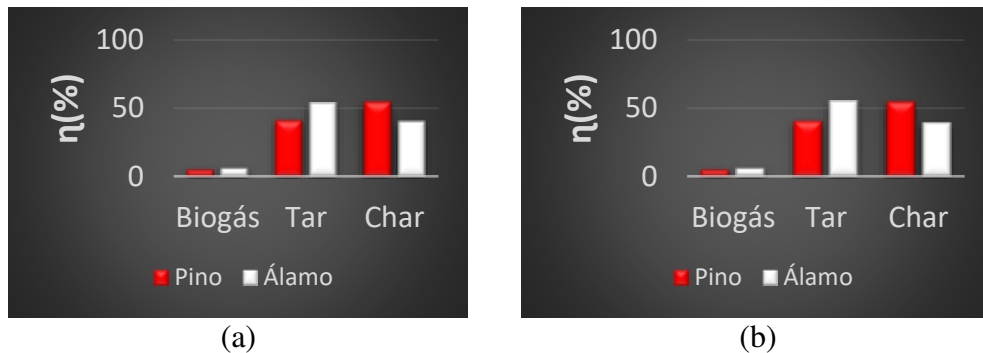 100
η(%)
50
0
Biogás Tar Char
Pino Álamo
(a)
100
η(%)
50
0
Biogás Tar Char
Pino Álamo
(b)